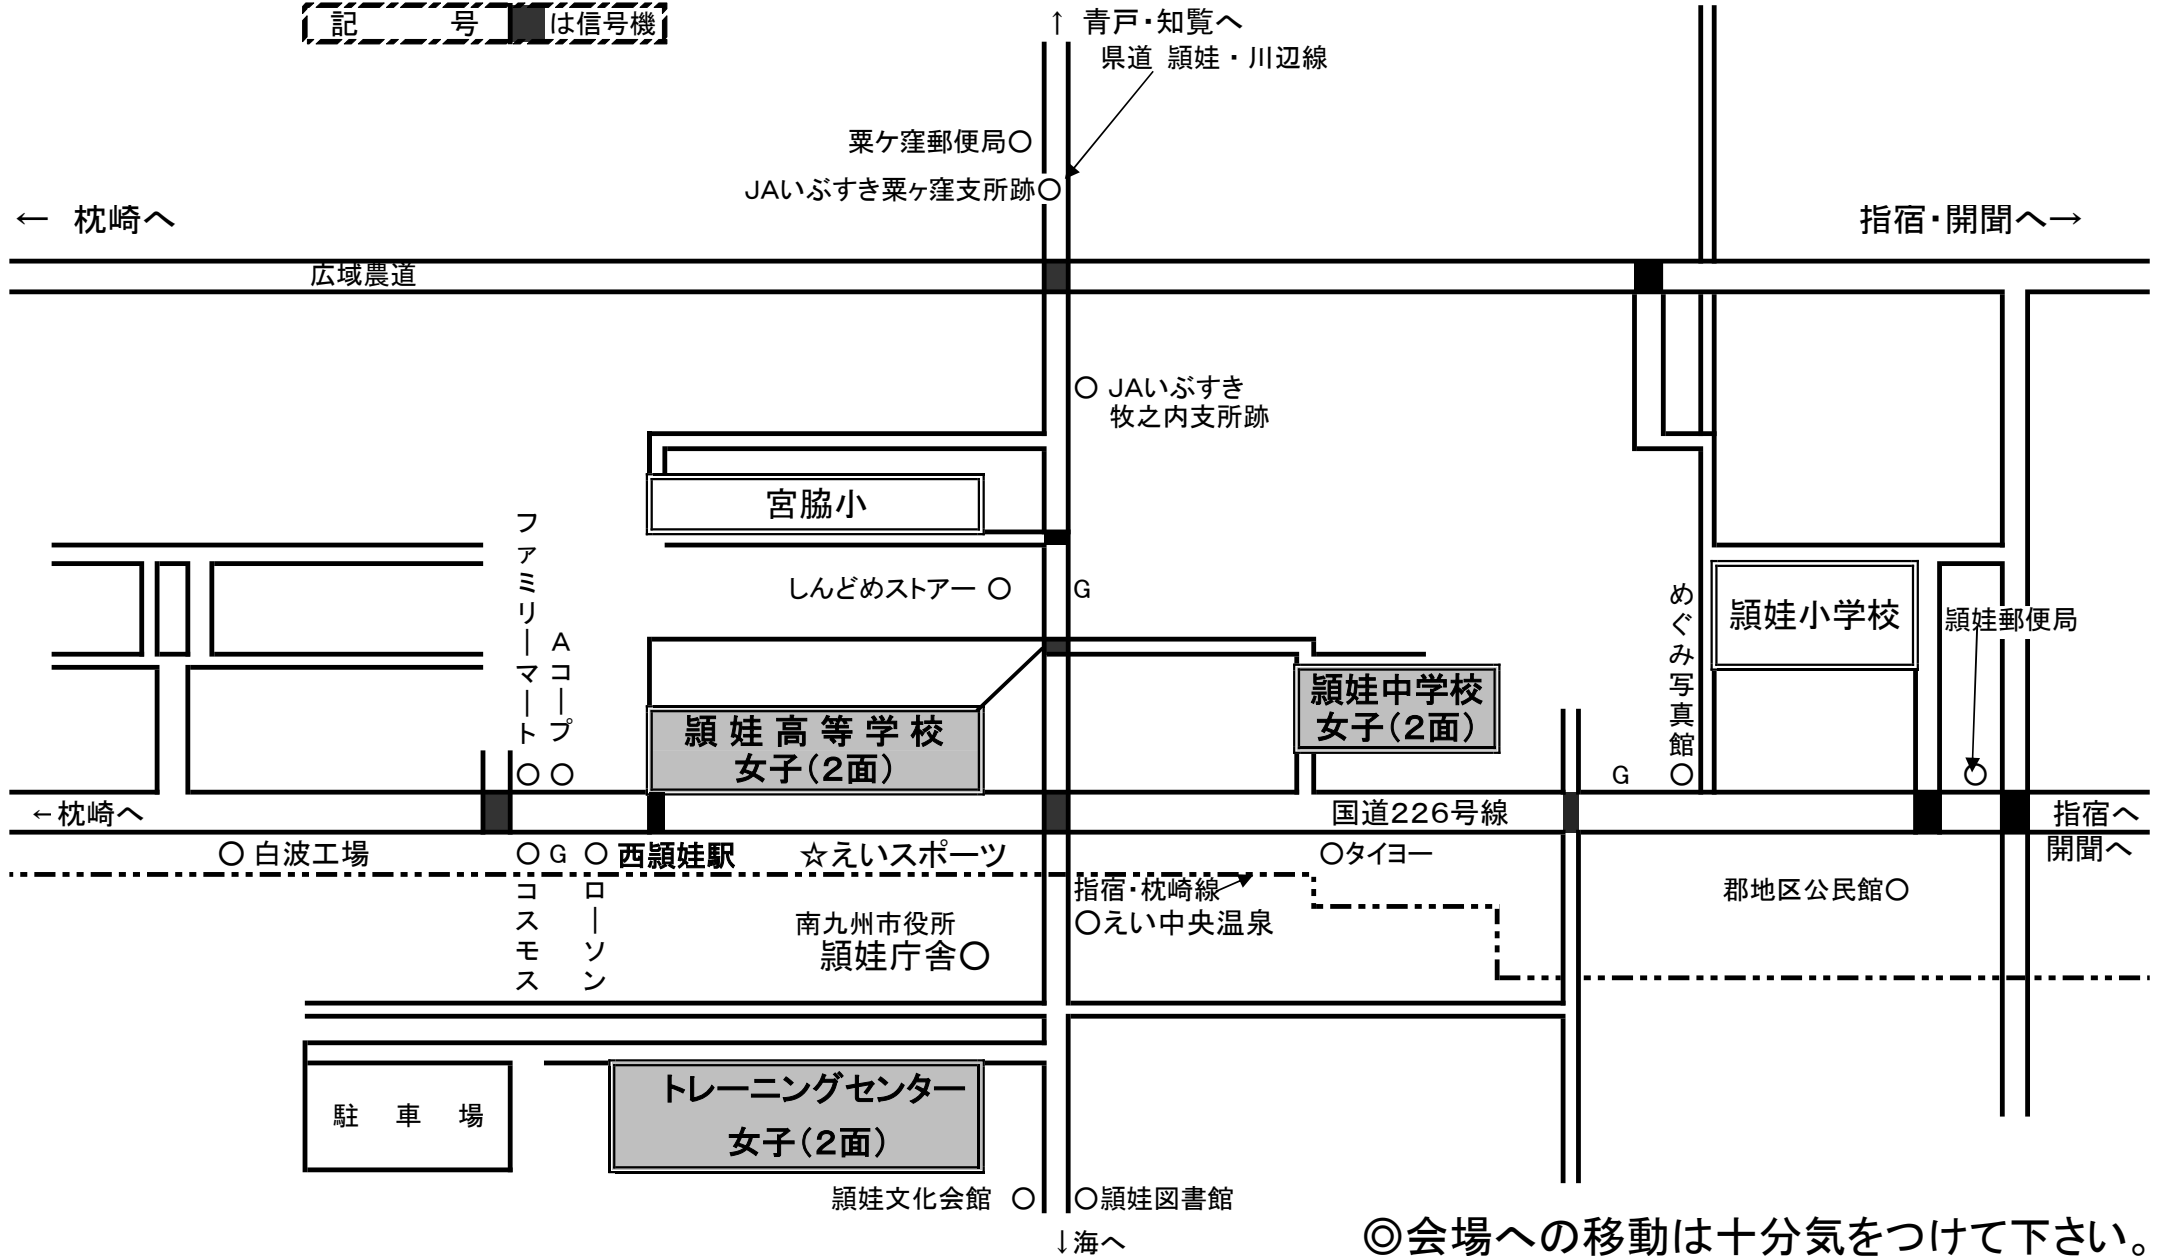 記　　　号　は信号機
↑ 青戸・知覧へ
県道 頴娃・川辺線
粟ケ窪郵便局○
JAいぶすき粟ヶ窪支所跡○
← 枕崎へ
指宿・開聞へ→
広域農道
○ JAいぶすき
牧之内支所跡
宮脇小
ファミリーマート○
Aコープ○
しんどめストアー ○
G
めぐみ写真館○
頴娃小学校
頴娃郵便局
○
頴娃高等学校
女子(2面)
頴娃中学校
女子(2面)
G
←枕崎へ
国道226号線
指宿へ
開聞へ
○ 白波工場
○コスモス
G
○ローソン
西頴娃駅
☆えいスポーツ
○タイヨー
指宿・枕崎線
○えい中央温泉
郡地区公民館○
南九州市役所
頴娃庁舎○
駐　車　場
トレーニングセンター
女子(2面)
頴娃文化会館 ○
○頴娃図書館
↓海へ
◎会場への移動は十分気をつけて下さい。